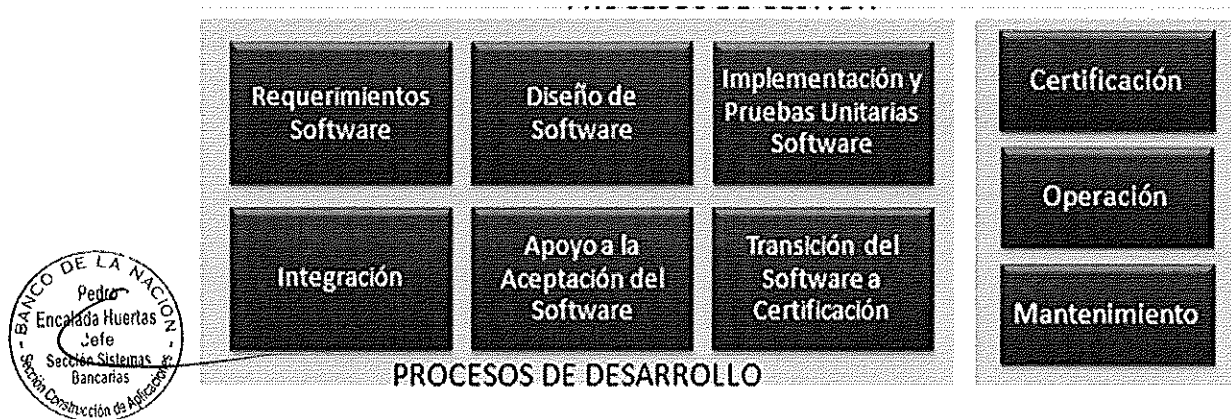 Requerimientos
Software
Diseño de
Software
Implementación y
Pruebas Unitarias
Software
Integración
Apoyo a la
Aceptación del
Software
Transición del
Software a
Certificación
PROCESOS DE DESARROLLO
Certificación
Operación
Mantenimiento
BANCO DE LA NACION
Pedro
Encalada Huertas
Jefe
Sección Sistemas
Bancarias
Sección Construcción de Aplicaciones